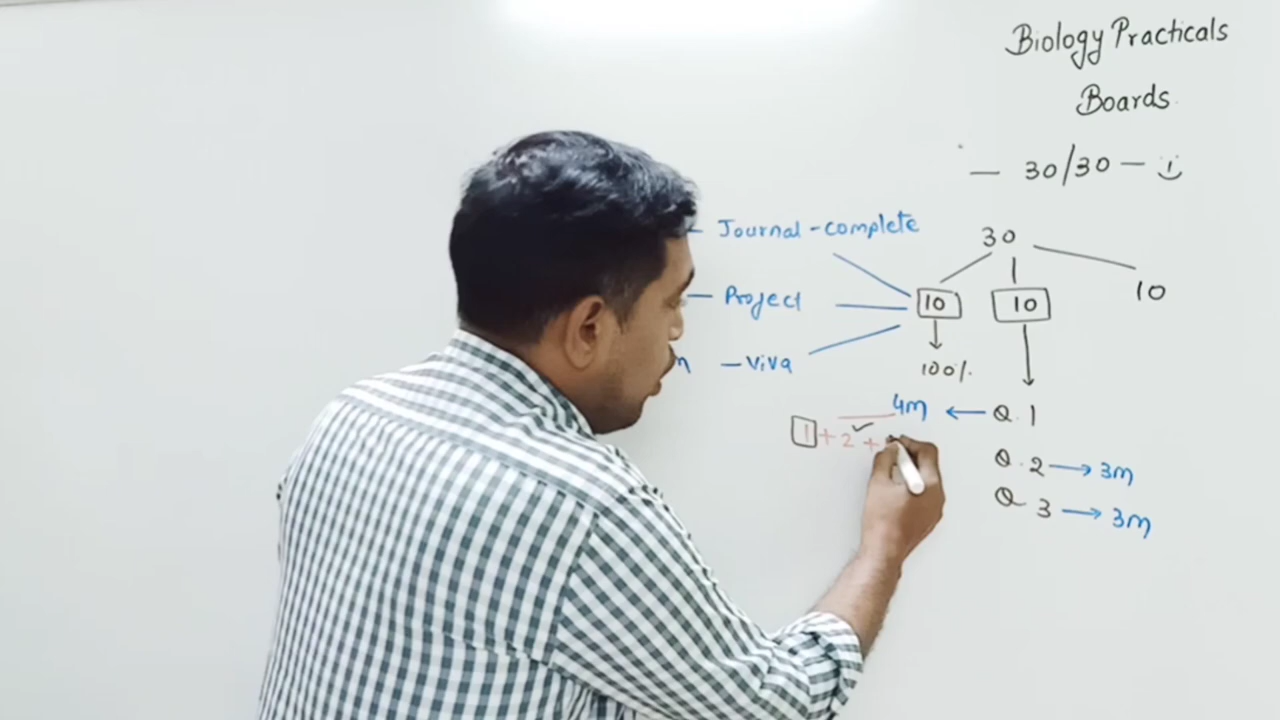 Biology Practicals
Boards
— 30/30 —
30
Journal - complete
10 10 10
— Project
100%
— Viva
4m ← Q. 1
1 + 2 ✓ +
Q. 2 → 3m
Q 3 → 3m